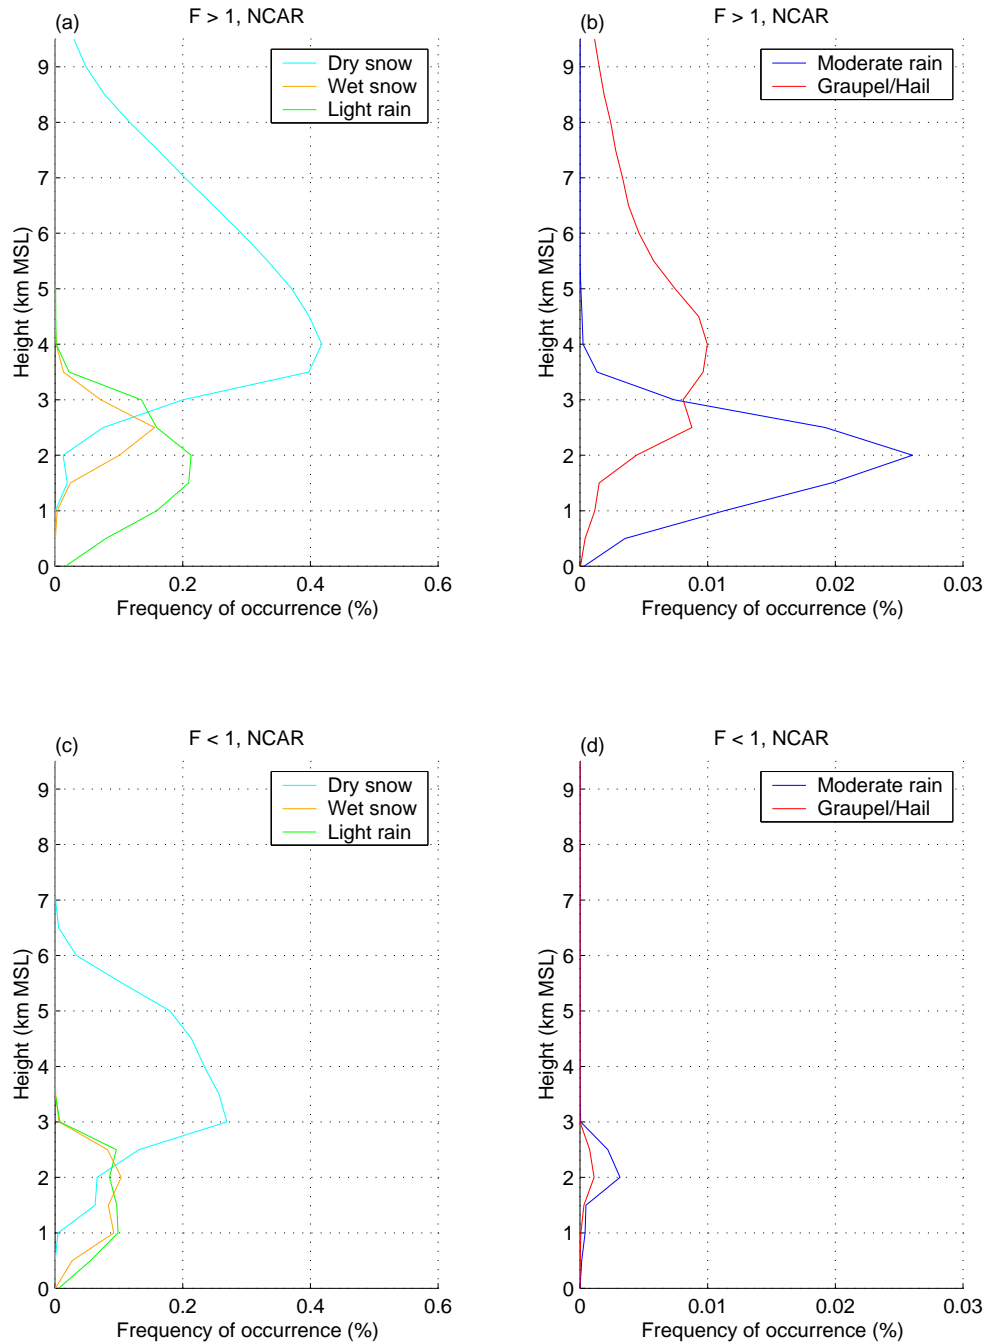 (a) F > 1, NCAR
Dry snow
Wet snow
Light rain
9
8
7
6
5
4
3
2
1
0
Height (km MSL)
0 0.2 0.4 0.6
Frequency of occurrence (%)
(b) F > 1, NCAR
Moderate rain
Graupel/Hail
9
8
7
6
5
4
3
2
1
0
Height (km MSL)
0 0.01 0.02 0.03
Frequency of occurrence (%)
(c) F < 1, NCAR
Dry snow
Wet snow
Light rain
9
8
7
6
5
4
3
2
1
0
Height (km MSL)
0 0.2 0.4 0.6
Frequency of occurrence (%)
(d) F < 1, NCAR
Moderate rain
Graupel/Hail
9
8
7
6
5
4
3
2
1
0
Height (km MSL)
0 0.01 0.02 0.03
Frequency of occurrence (%)